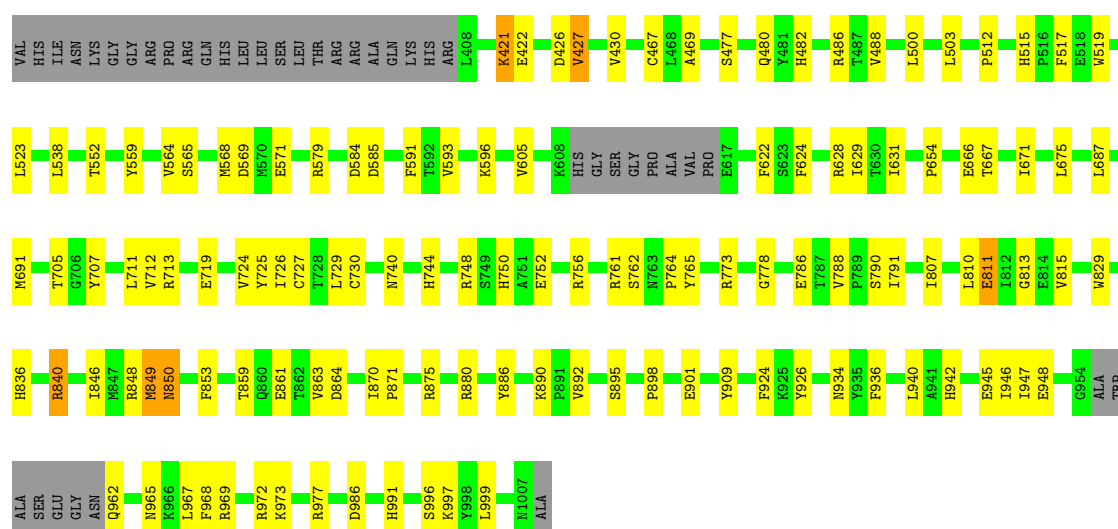 VAL HIS ILE ASN LYS GLY GLY ARG PRO ARG GLN HIS LEU LEU SER LEU THR ARG ARG ALA GLN LYS HIS ARG L408 K421 E422 D426 V427 V430 C467 L468 A469 S477 Q480 Y481 H482 R486 T487 V488 L500 L503 P512 H515 P516 F517 E518 W519
L523 L538 T552 Y559 V564 S565 M568 D569 M570 E571 R579 D584 D585 F591 T592 V593 K596 V605 K608 HIS GLY SER GLY PRO ALA VAL PRO E617 F622 S623 F624 R628 I629 T630 I631 P654 E666 T667 I671 L675 L687
M691 T705 G706 Y707 L711 V712 R713 E719 V724 Y725 I726 C727 T728 L729 C730 N740 H744 R748 S749 H750 A751 E752 R756 R761 S762 N763 P764 Y765 R773 G778 E786 T787 V788 P789 S790 I791 I807 L810 E811 I812 G813 E814 V815 W829
H836 R840 I846 M847 R848 M849 N850 F853 T859 Q860 E861 T862 V863 D864 I870 P871 R875 R880 Y886 K890 P891 V892 S895 P898 E901 Y909 F924 K925 Y926 N934 Y935 F936 L940 A941 H942 E945 I946 I947 E948 G954 ALA TRP
ALA SER GLU GLY ASN Q962 N965 K966 L967 F968 R969 R972 K973 R977 D986 H991 S996 K997 Y998 L999 N1007 ALA